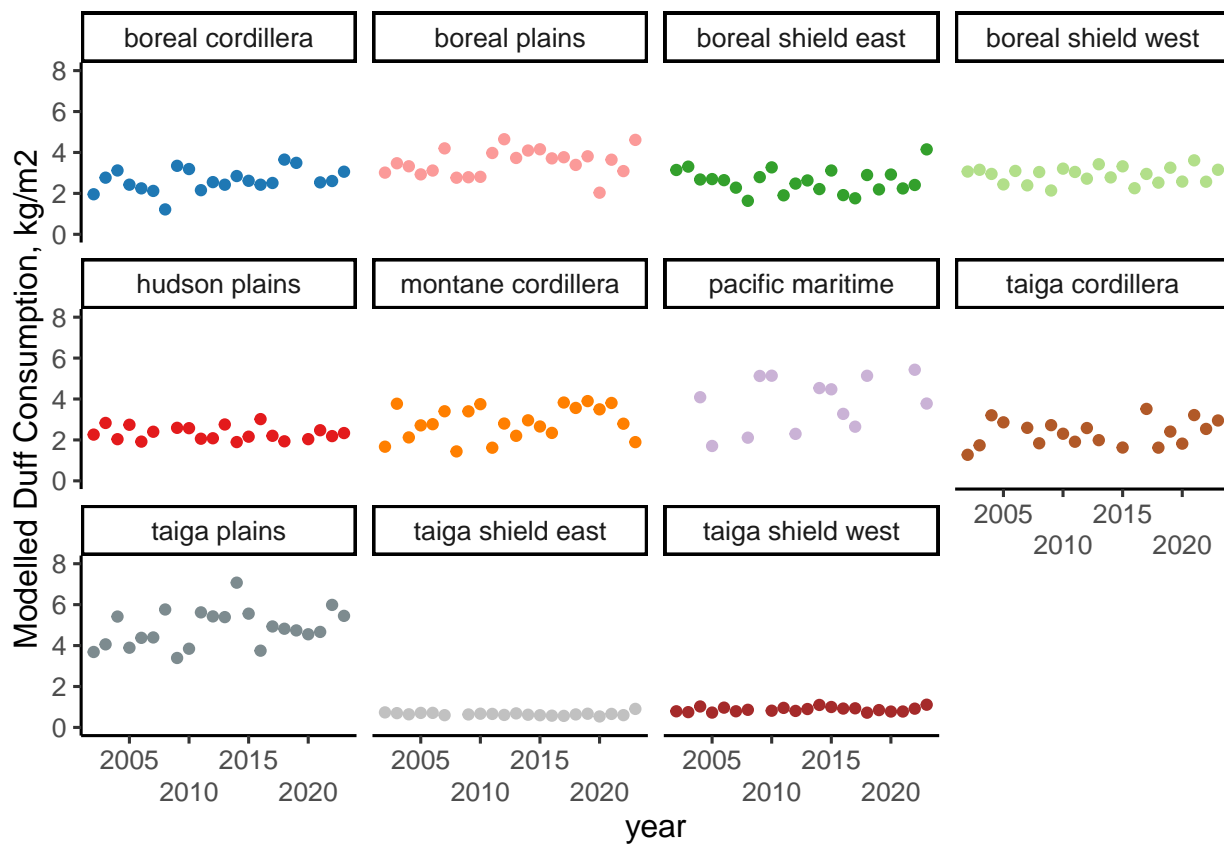 boreal cordillera boreal plains boreal shield east boreal shield west
8
6
4
2
0
hudson plains montane cordillera pacific maritime taiga cordillera
8
6
4
2
0
2005 2015
2010 2020
taiga plains taiga shield east taiga shield west
8
6
4
2
0
2005 2015 2005 2015 2005 2015
2010 2020 2010 2020 2010 2020
year
Modelled Duff Consumption, kg/m2